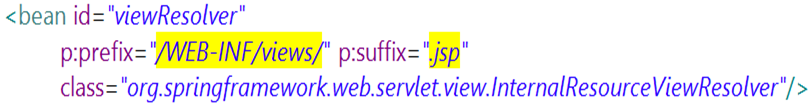 <bean id="viewResolver"
p:prefix="/WEB-INF/views/" p:suffix=".jsp"
class="org.springframework.web.servlet.view.InternalResourceViewResolver"/>